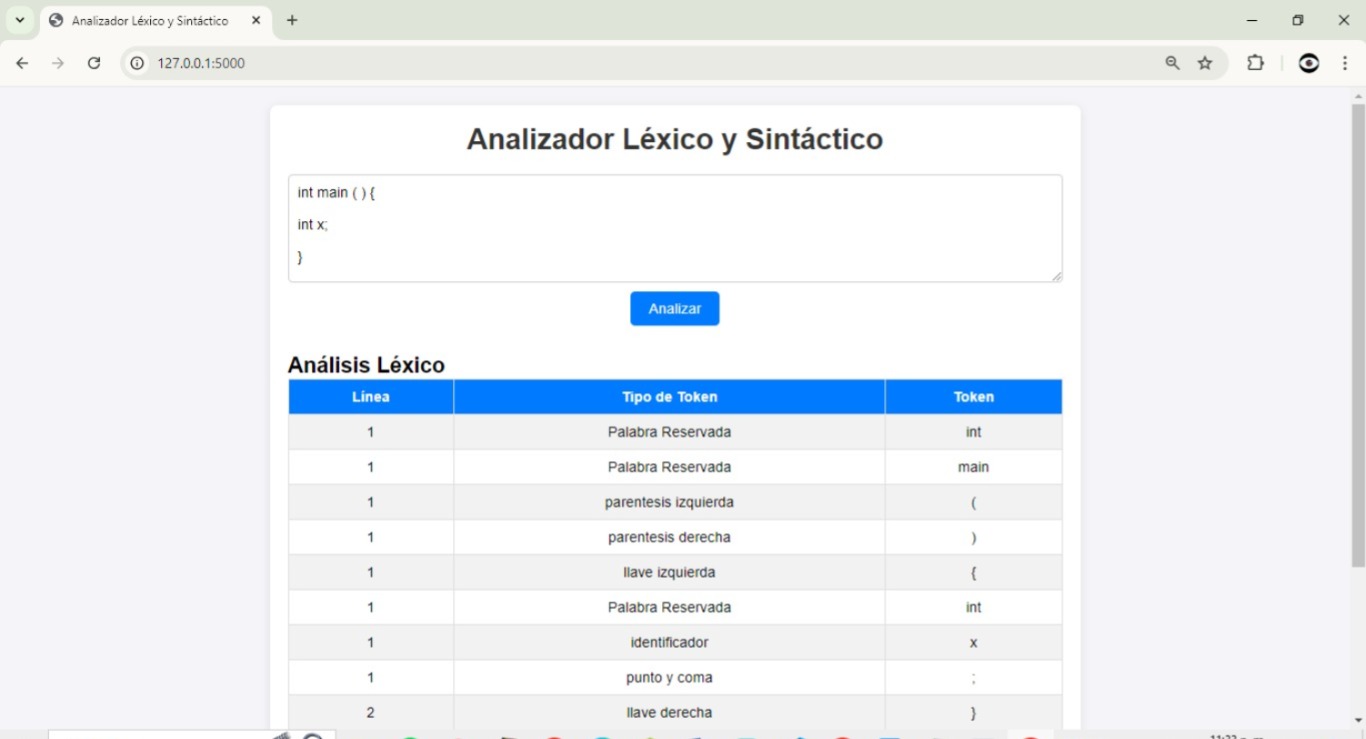 Analizador Léxico y Sintáctico
127.0.0.1:5000
Analizador Léxico y Sintáctico
int main ( ) {
int x;
}
Analizar
Análisis Léxico
Línea Tipo de Token Token
1 Palabra Reservada int
1 Palabra Reservada main
1 parentesis izquierda (
1 parentesis derecha )
1 llave izquierda {
1 Palabra Reservada int
1 identificador x
1 punto y coma ;
2 llave derecha }